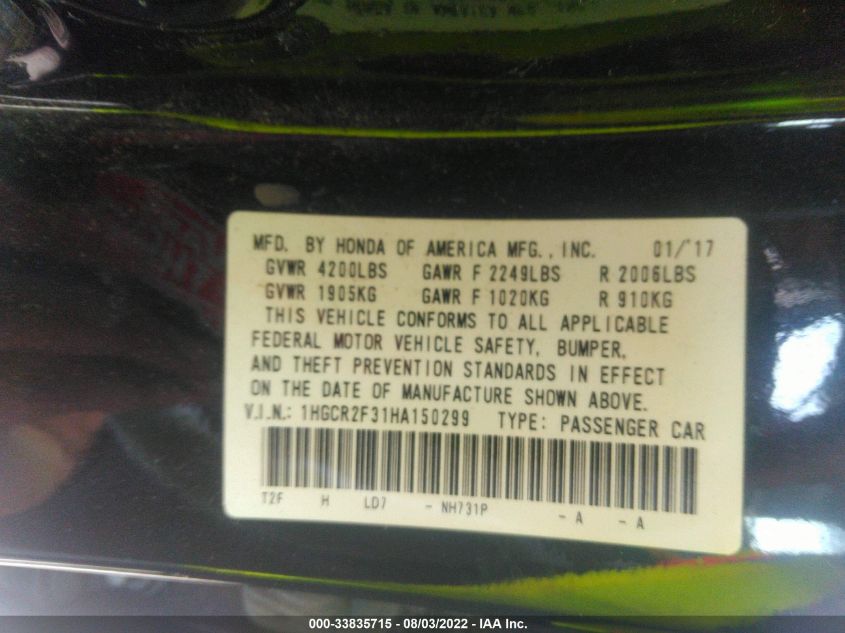 MFD. BY HONDA OF AMERICA MFG., INC. 01/'17
GVWR 4200LBS GAWR F 2249LBS R 2006LBS
GVWR 1905KG GAWR F 1020KG R 910KG
THIS VEHICLE CONFORMS TO ALL APPLICABLE
FEDERAL MOTOR VEHICLE SAFETY, BUMPER,
AND THEFT PREVENTION STANDARDS IN EFFECT
ON THE DATE OF MANUFACTURE SHOWN ABOVE.
V.I.N.: 1HGCR2F31HA150299 TYPE: PASSENGER CAR
T2F H LD7 - NH731P - A - A
000-33835715 - 08/03/2022 - IAA Inc.